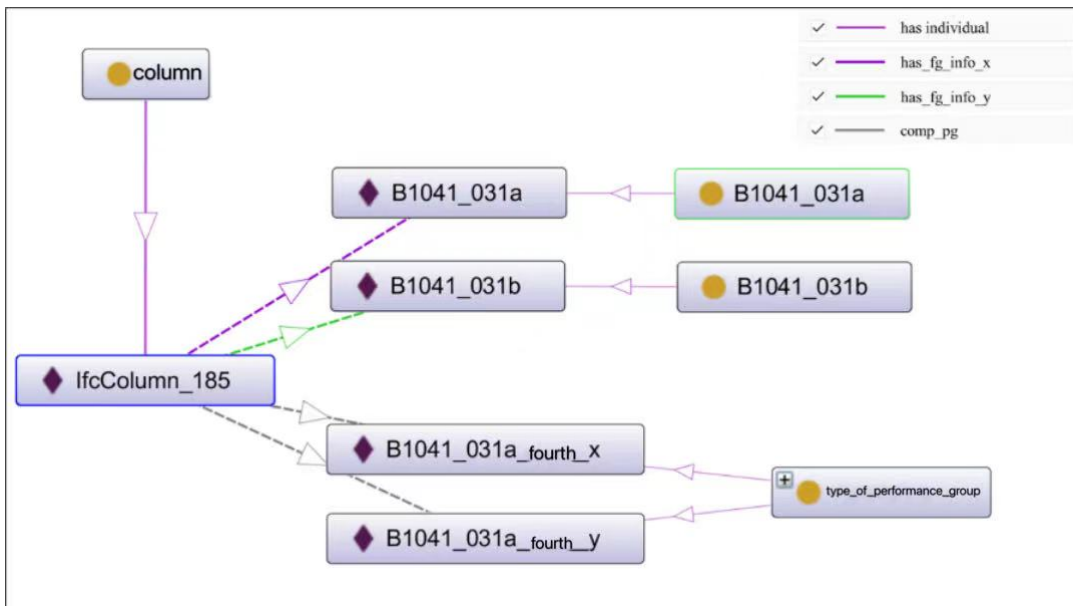 column
has individual
has_fg_info_x
has_fg_info_y
comp_pg
B1041_031a
B1041_031a
B1041_031b
B1041_031b
IfcColumn_185
B1041_031a_fourth_x
type_of_performance_group
B1041_031a_fourth_y